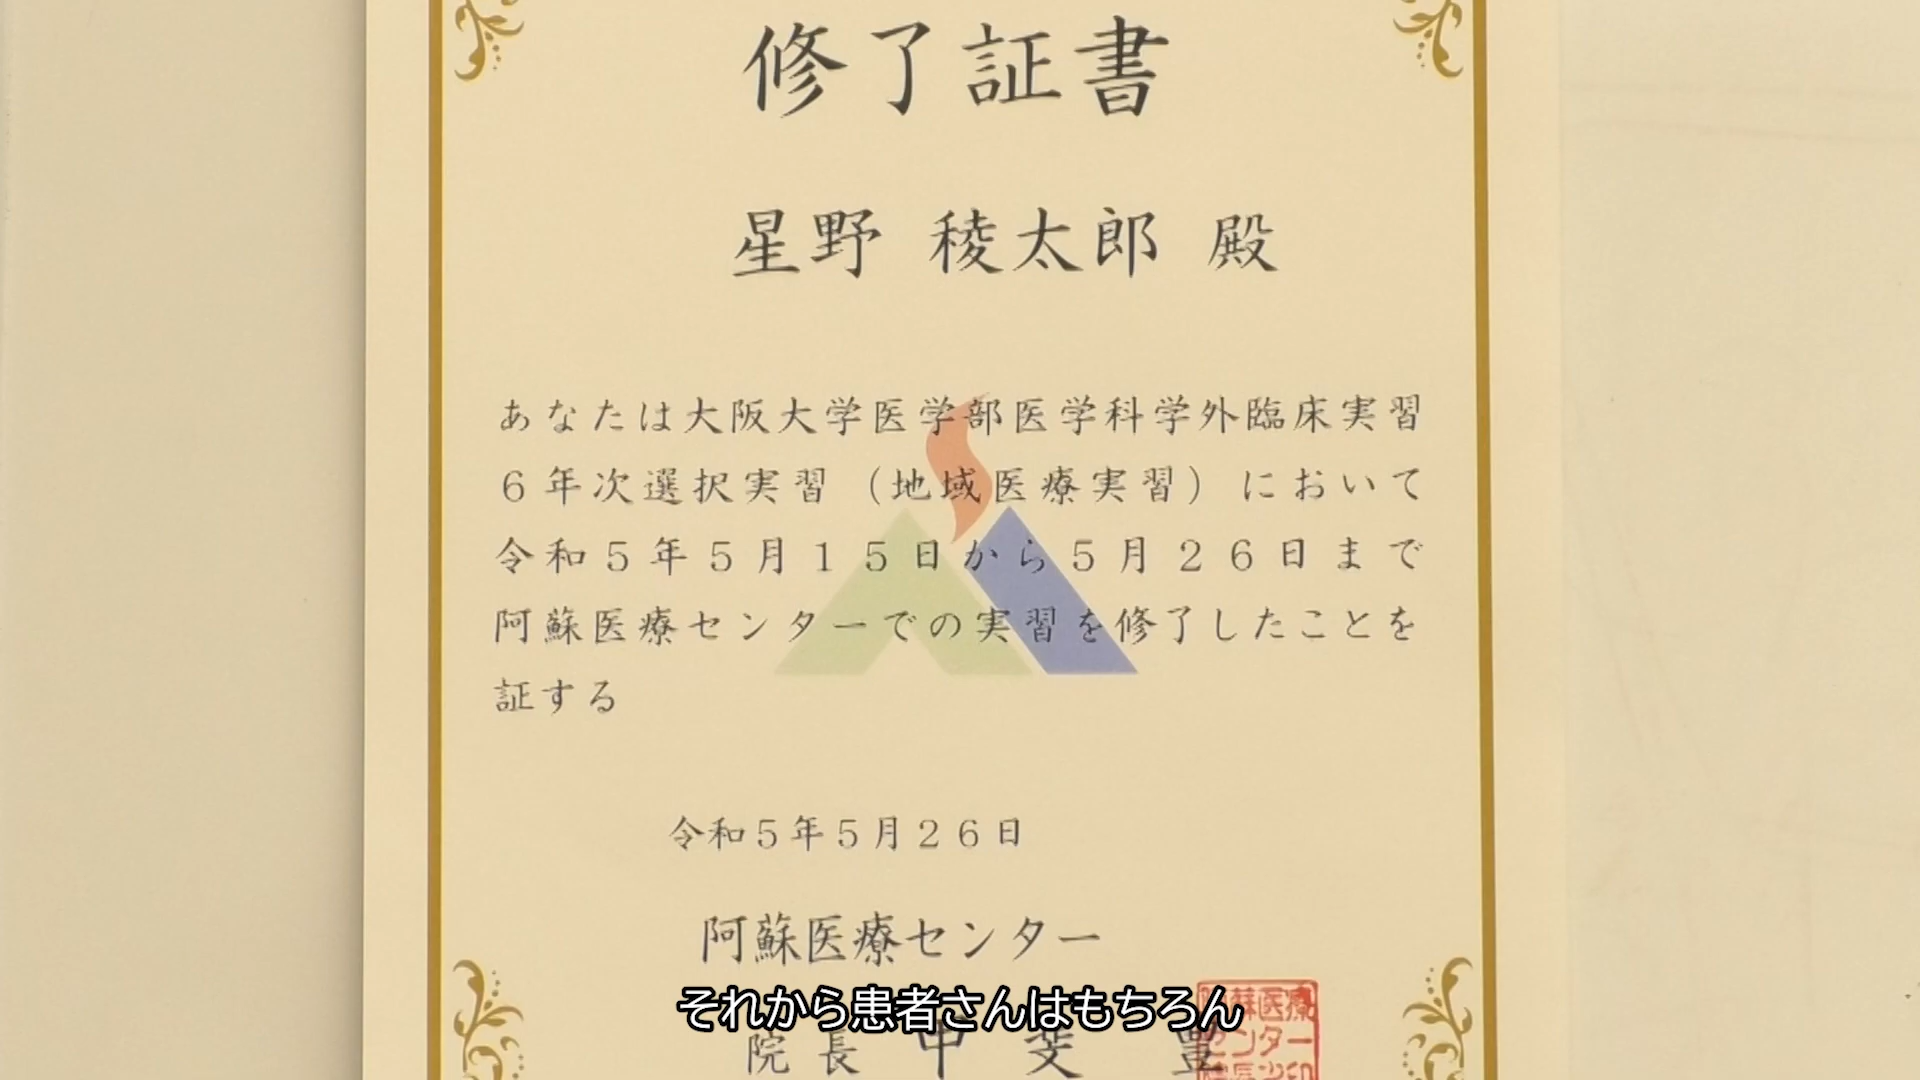 修了証書
星野 稜太郎 殿
あなたは大阪大学医学部医学科学外臨床実習
6年次選択実習（地域医療実習）において
令和5年5月15日から5月26日まで
阿蘇医療センターでの実習を修了したことを
証する
令和5年5月26日
阿蘇医療センター
それから患者さんはもちろん
院長 甲斐 豊